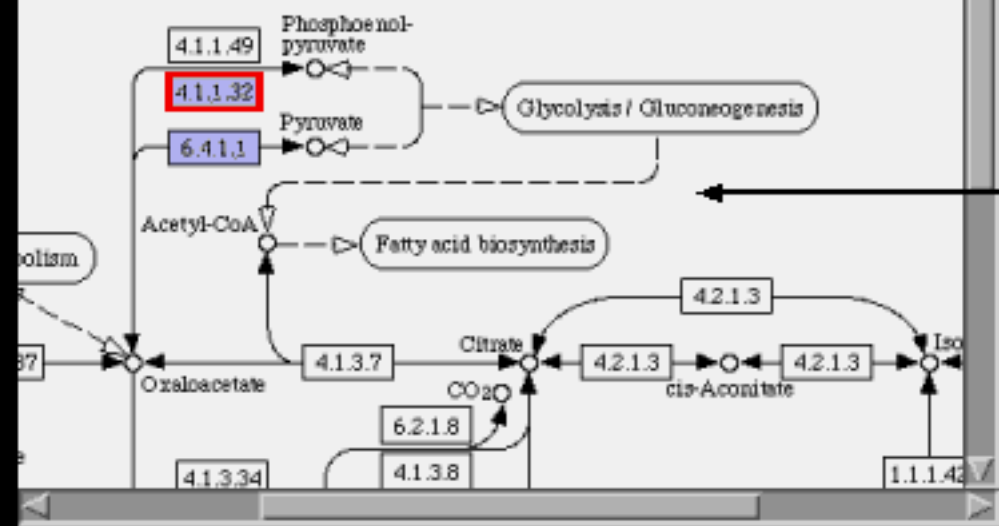 Phosphoenol-
pyruvate
4.1.1.49
4.1.1.32
Glycolysis / Gluconeogenesis
Pyruvate
6.4.1.1
Acetyl-CoA
Fatty acid biosynthesis
olism
4.2.1.3
Citrate
Iso
37
4.1.3.7
4.2.1.3
4.2.1.3
Oxaloacetate
CO2
cis-Aconitate
6.2.1.8
4.1.3.34
4.1.3.8
1.1.1.42
e